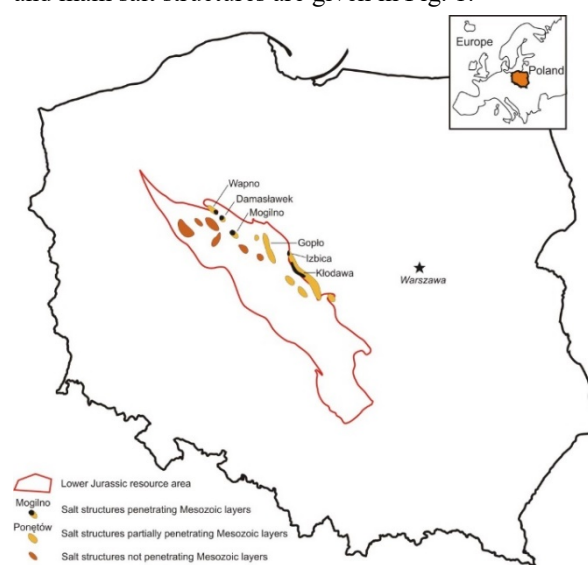 and main salt structures are given in Fig. 3.
Europe
Poland
Wapno
Damasławek
Mogilno
Gopło
Izbica
Kłodawa
Warszawa
Lower Jurassic resource area
Mogilno
Salt structures penetrating Mesozoic layers
Ponętów
Salt structures partially penetrating Mesozoic layers
Salt structures not penetrating Mesozoic layers